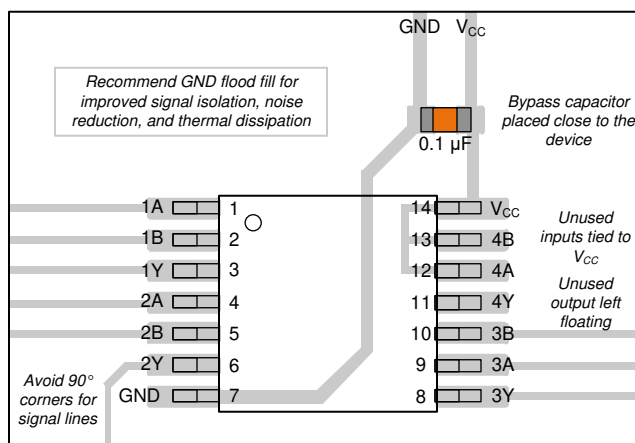 GND VCC
Recommend GND flood fill for
improved signal isolation, noise
reduction, and thermal dissipation
Bypass capacitor
placed close to the
device
0.1 µF
1A 1 14 VCC
1B 2 13 4B
1Y 3 12 4A
2A 4 11 4Y
2B 5 10 3B
2Y 6 9 3A
GND 7 8 3Y
Unused
inputs tied to
VCC
Unused
output left
floating
Avoid 90°
corners for
signal lines